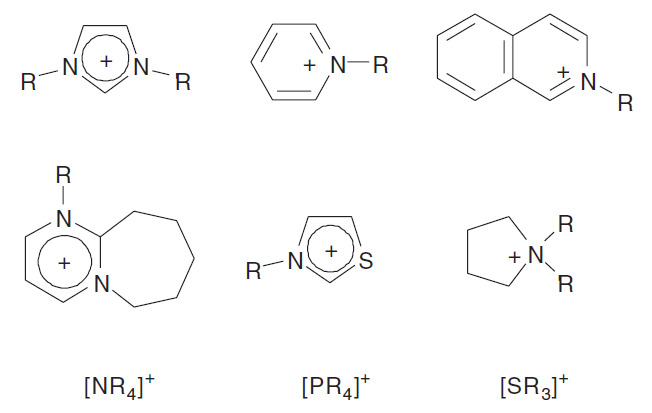 R N + N R
+ N R
+ N R
R
N
+
N
R N + S
R
+ N
R
[NR₄]⁺ [PR₄]⁺ [SR₃]⁺